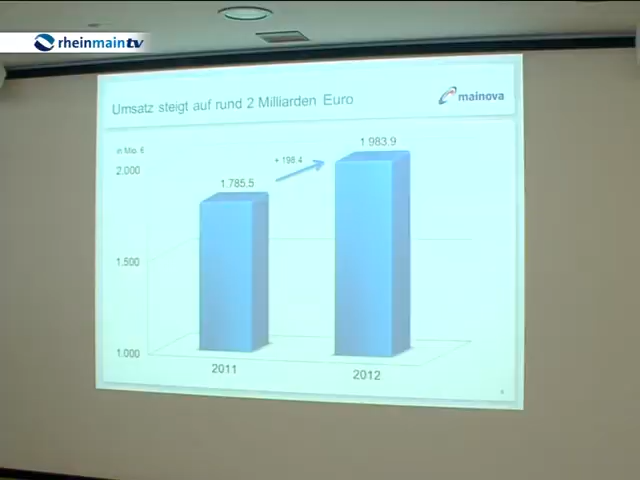 rheinmaintv
Umsatz steigt auf rund 2 Milliarden Euro
mainova
in Mio. €
2.000
1.500
1.000
1.785.5
+ 198.4
1 983.9
2011
2012